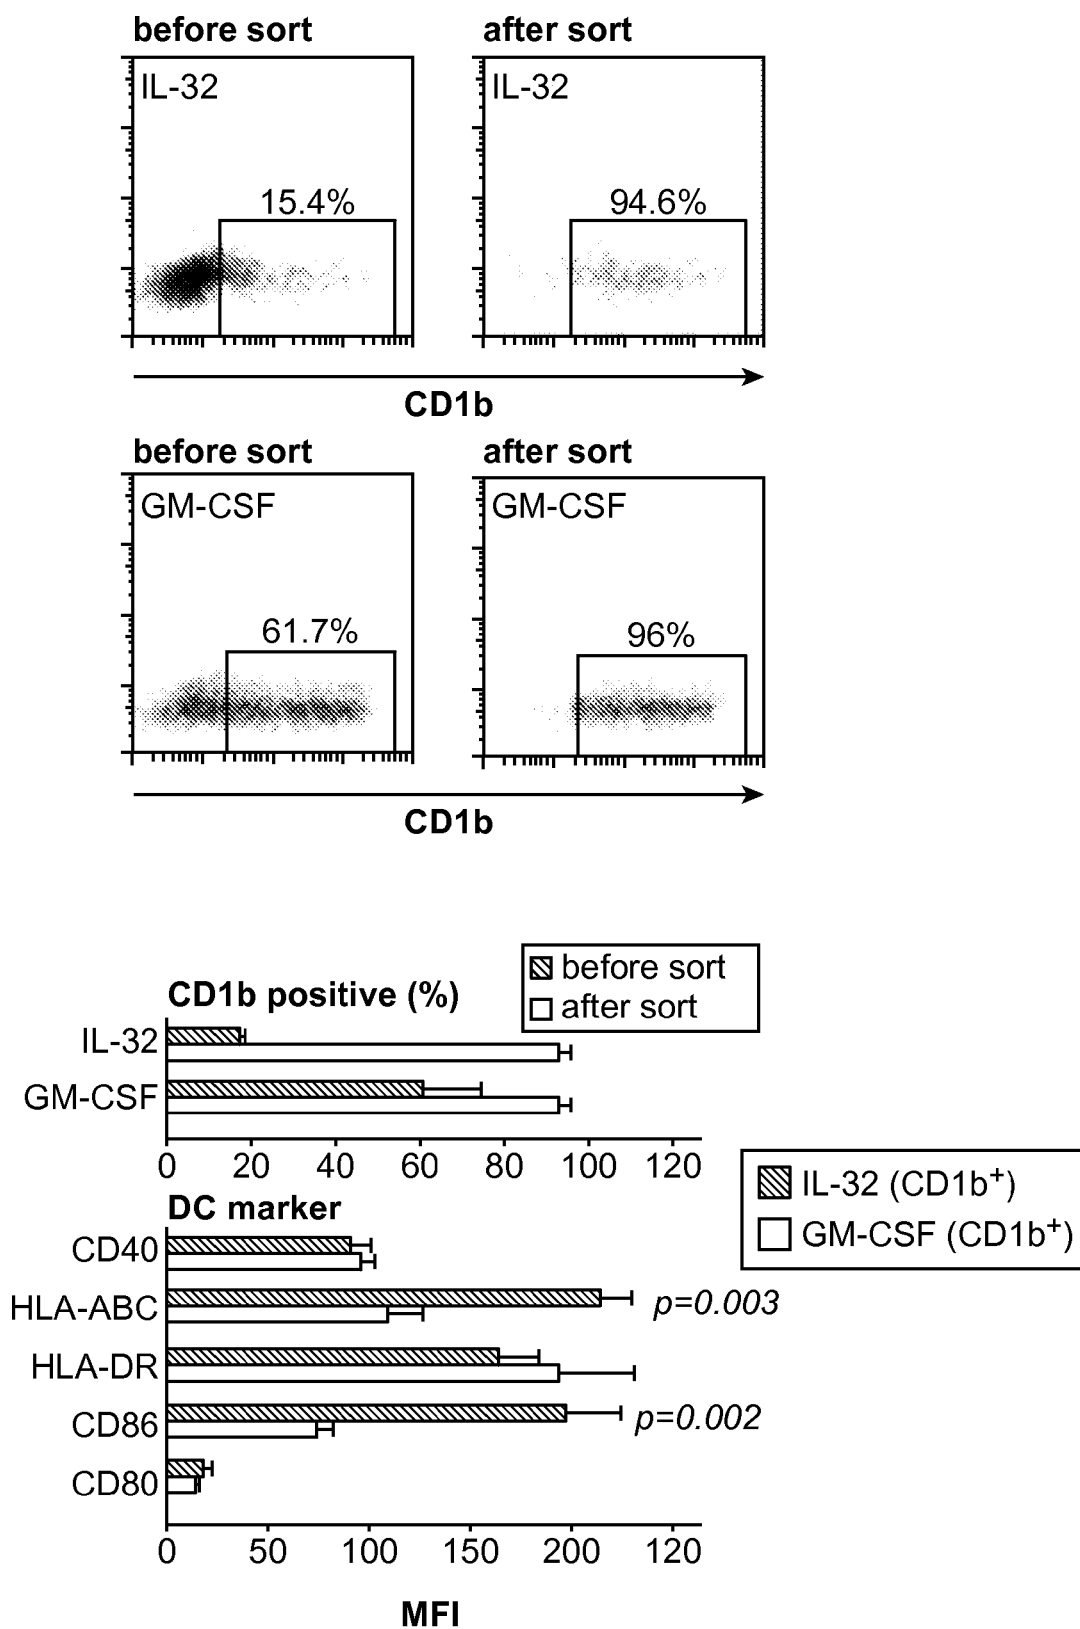 before sort
after sort
IL-32
IL-32
15.4%
94.6%
CD1b
before sort
after sort
GM-CSF
GM-CSF
61.7%
96%
CD1b
before sort
after sort
CD1b positive (%)
IL-32
GM-CSF
0 20 40 60 80 100 120
IL-32 (CD1b+)
GM-CSF (CD1b+)
DC marker
CD40
HLA-ABC
p=0.003
HLA-DR
CD86
p=0.002
CD80
0 50 100 150 200 120
MFI